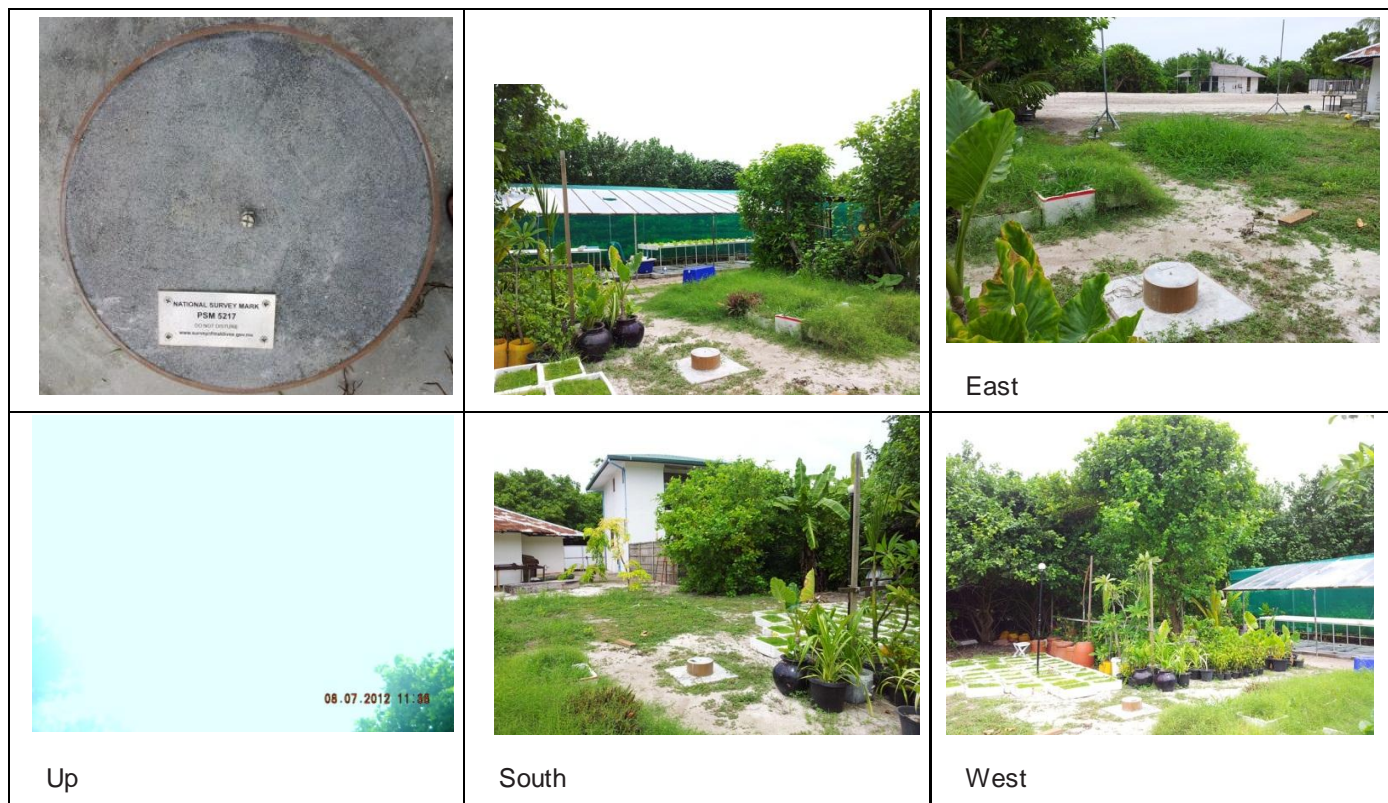 NATIONAL SURVEY MARK
PSM 5217
DO NOT DISTURB
East
08.07.2012 11:36
Up
South
West